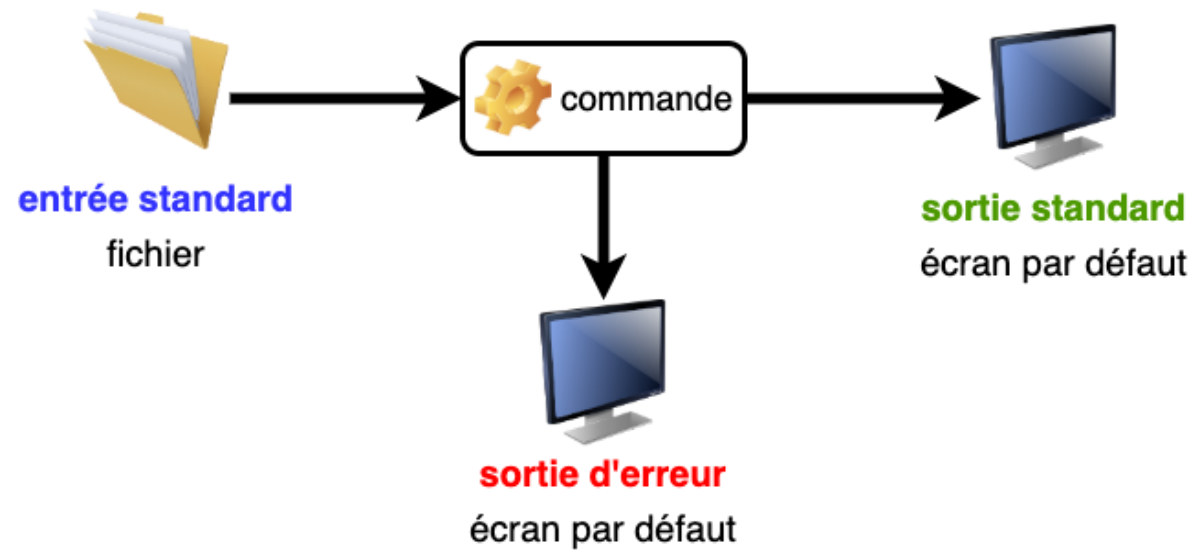 commande
entrée standard
fichier
sortie standard
écran par défaut
sortie d'erreur
écran par défaut